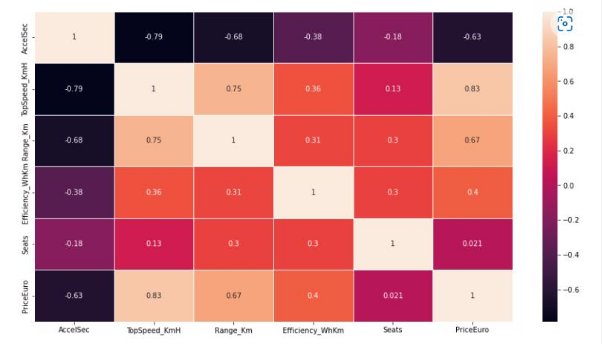 AccelSec 1 -0.79 -0.68 -0.38 -0.18 -0.63
TopSpeed_KmH -0.79 1 0.75 0.36 0.13 0.83
Range_Km -0.68 0.75 1 0.31 0.3 0.67
Efficiency_WhKm -0.38 0.36 0.31 1 0.3 0.4
Seats -0.18 0.13 0.3 0.3 1 0.021
PriceEuro -0.63 0.83 0.67 0.4 0.021 1
AccelSec TopSpeed_KmH Range_Km Efficiency_WhKm Seats PriceEuro
1.0
0.8
0.6
0.4
0.2
0.0
-0.2
-0.4
-0.6